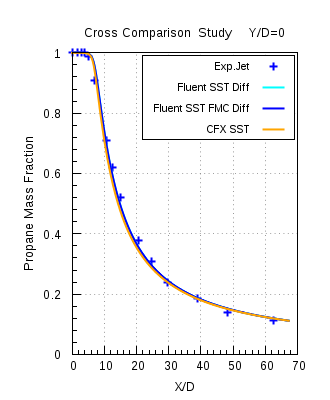 Cross Comparison Study Y/D=0
Exp.Jet
Fluent SST Diff
Fluent SST FMC Diff
CFX SST
Propane Mass Fraction
1
0.8
0.6
0.4
0.2
0
0 10 20 30 40 50 60 70
X/D